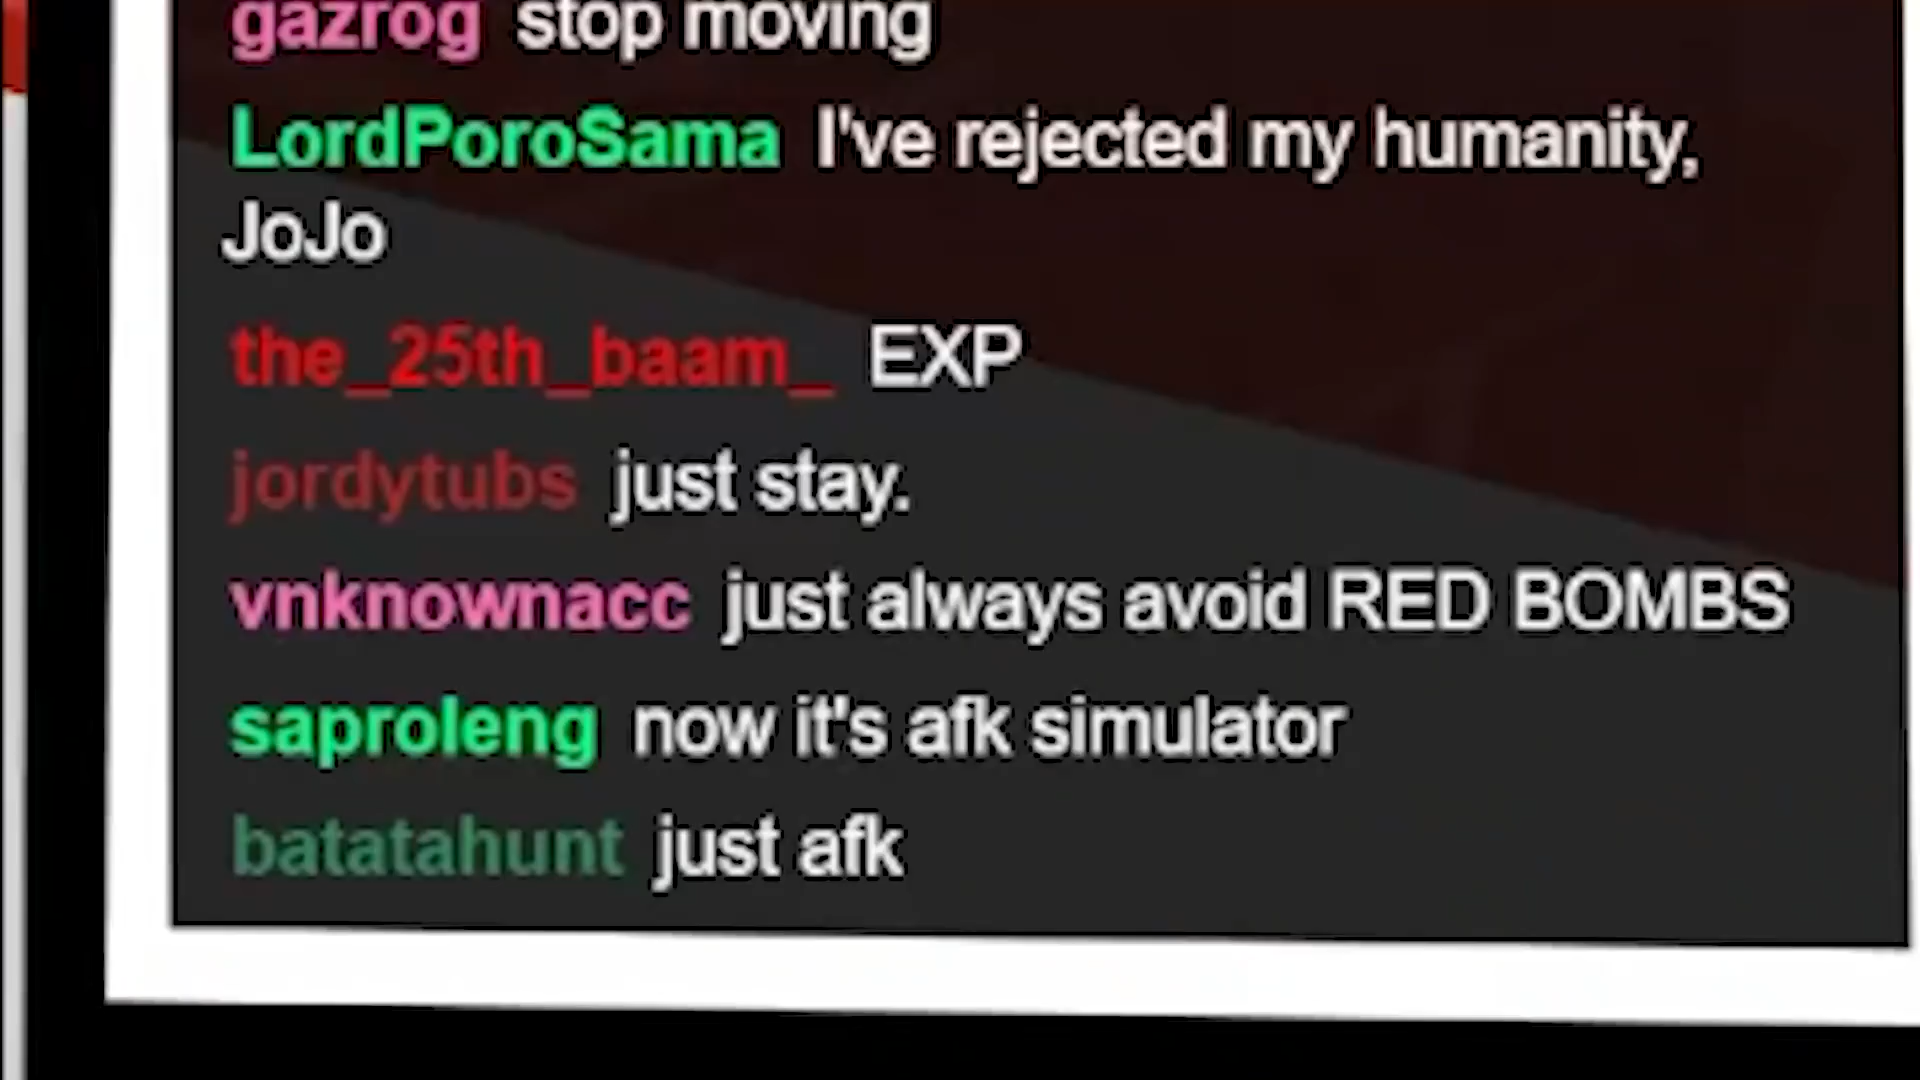 gazrog stop moving
LordPoroSama I've rejected my humanity,
JoJo
the_25th_baam_ EXP
jordytubs just stay.
vnknownacc just always avoid RED BOMBS
saproleng now it's afk simulator
batatahunt just afk